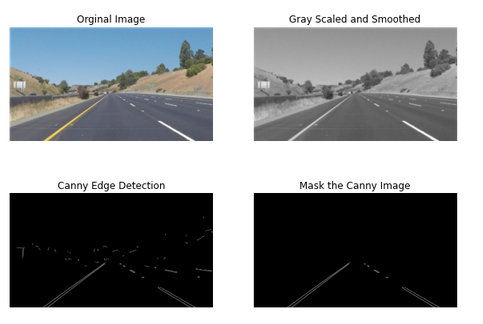 Orginal Image
Gray Scaled and Smoothed
Canny Edge Detection
Mask the Canny Image